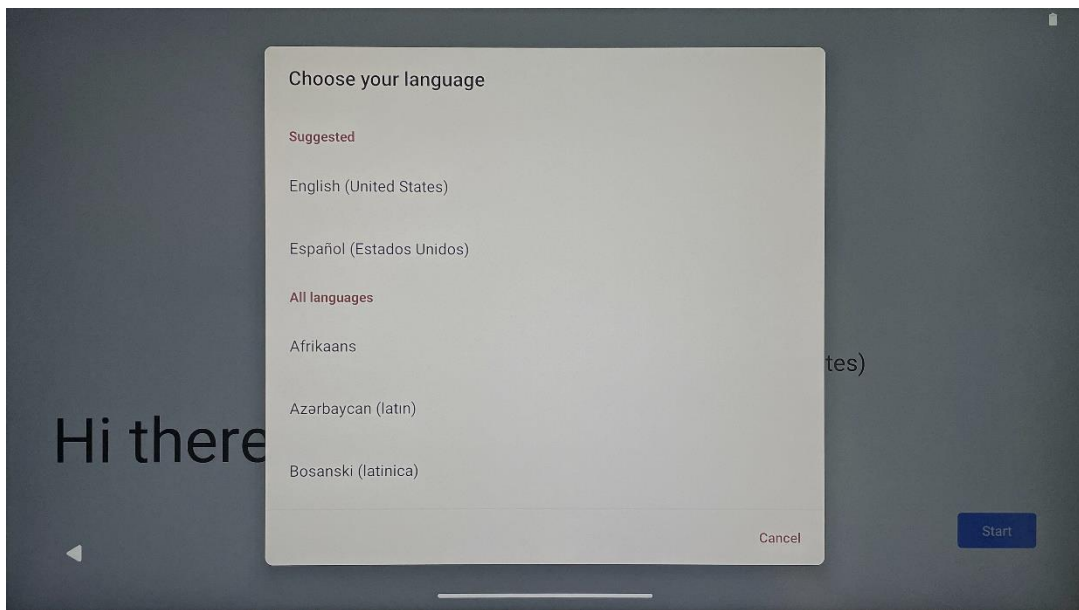 Choose your language
Suggested
English (United States)
Español (Estados Unidos)
All languages
Afrikaans
Azərbaycan (latın)
Bosanski (latinica)
tes)
Hi there
Cancel
Start